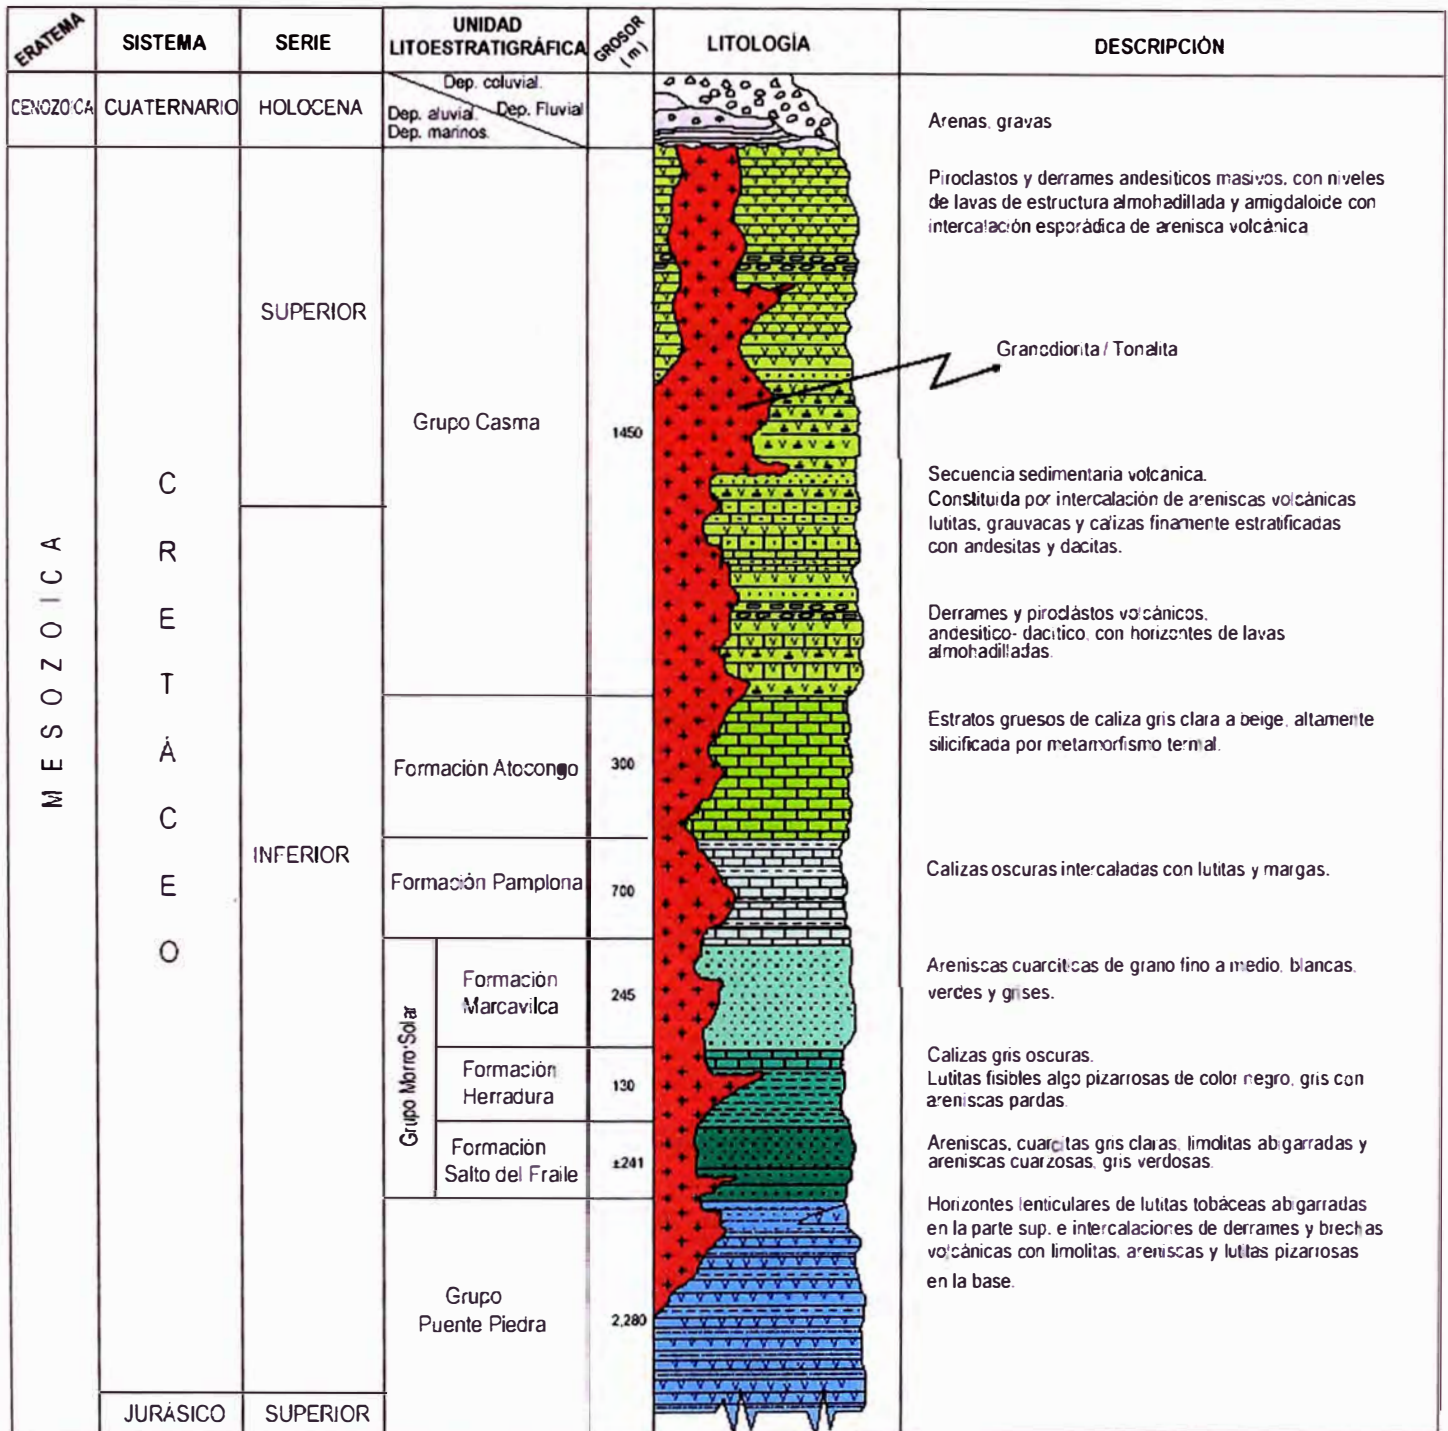 ERATEMA
SISTEMA
SERIE
UNIDAD
LITOESTRATIGRÁFICA
GROSOR
(m)
LITOLOGÍA
DESCRIPCIÓN
CENOZOICA
CUATERNARIO
HOLOCENA
Dep. coluvial.
Dep. aluvial.
Dep. Fluvial
Dep. marinos.
Arenas, gravas
MESOZOICA
CRETÁCEO
SUPERIOR
Grupo Casma
1450
Piroclastos y derrames andesiticos masivos, con niveles
de lavas de estructura almohadillada y amigdaloide con
intercalación esporádica de arenisca volcánica
Granodiorita / Tonalita
Secuencia sedimentaria volcánica.
Constituida por intercalación de areniscas volcánicas
lutitas, grauvacas y calizas finamente estratificadas
con andesitas y dacitas.
Derrames y piroclástos volcánicos,
andesitico- dacitico, con horizontes de lavas
almohadilladas.
INFERIOR
Formación Atocongo
300
Estratos gruesos de caliza gris clara a beige, altamente
silicificada por metamorfismo termal.
Formación Pamplona
700
Calizas oscuras intercaladas con lutitas y margas.
Grupo Morro Solar
Formación
Marcavilca
245
Areniscas cuarciticas de grano fino a medio, blancas,
verdes y grises.
Formación
Herradura
130
Calizas gris oscuras.
Lutitas fisibles algo pizarrosas de color negro, gris con
areniscas pardas.
Formación
Salto del Fraile
±241
Areniscas, cuarcitas gris claras, limolitas abigarradas y
areniscas cuarzosas, gris verdosas.
Grupo
Puente Piedra
2,280
Horizontes lenticulares de lutitas tobáceas abigarradas
en la parte sup. e intercalaciones de derrames y brechas
volcánicas con limolitas, areniscas y lutitas pizarrosas
en la base.
JURÁSICO
SUPERIOR